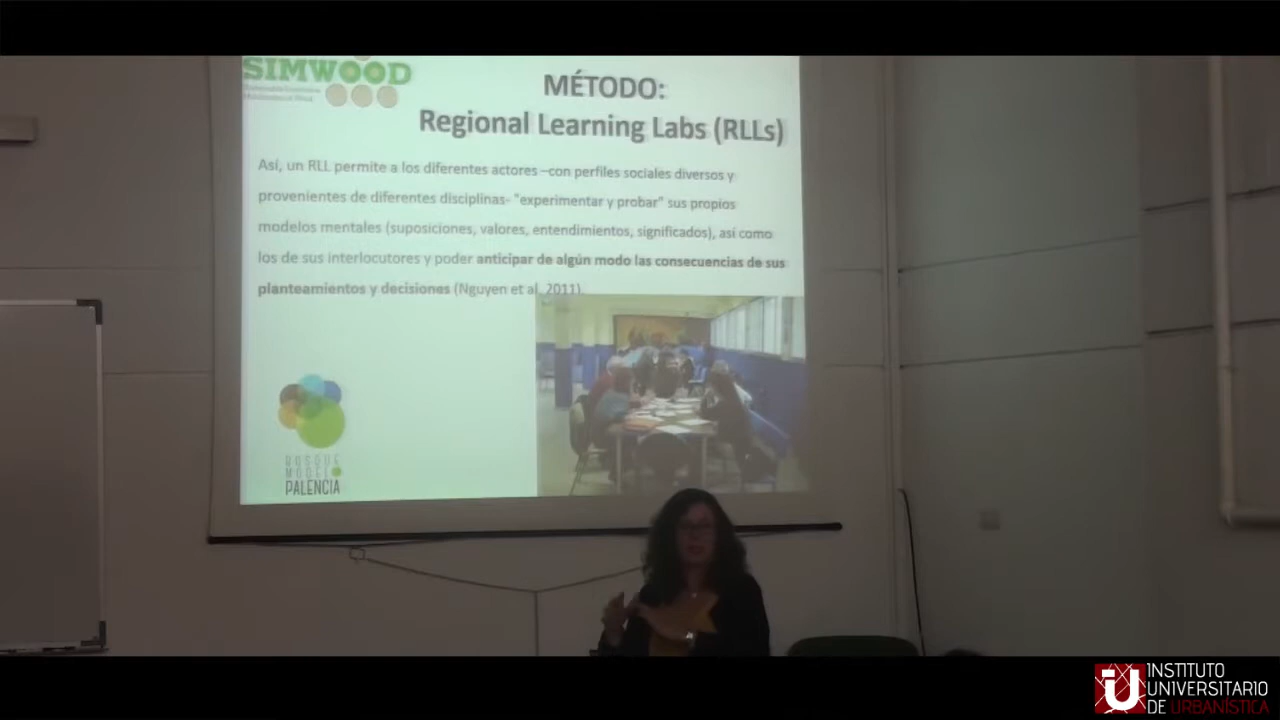 SIMWOOD
MÉTODO:
Regional Learning Labs (RLLs)
Así, un RLL permite a los diferentes actores –con perfiles sociales diversos y
provenientes de diferentes disciplinas- "experimentar y probar" sus propios
modelos mentales (suposiciones, valores, entendimientos, significados), así como
los de sus interlocutores y poder anticipar de algún modo las consecuencias de sus
planteamientos y decisiones (Nguyen et al, 2011).
BOSQUE
MODELO
PALENCIA
INSTITUTO
UNIVERSITARIO
DE URBANÍSTICA